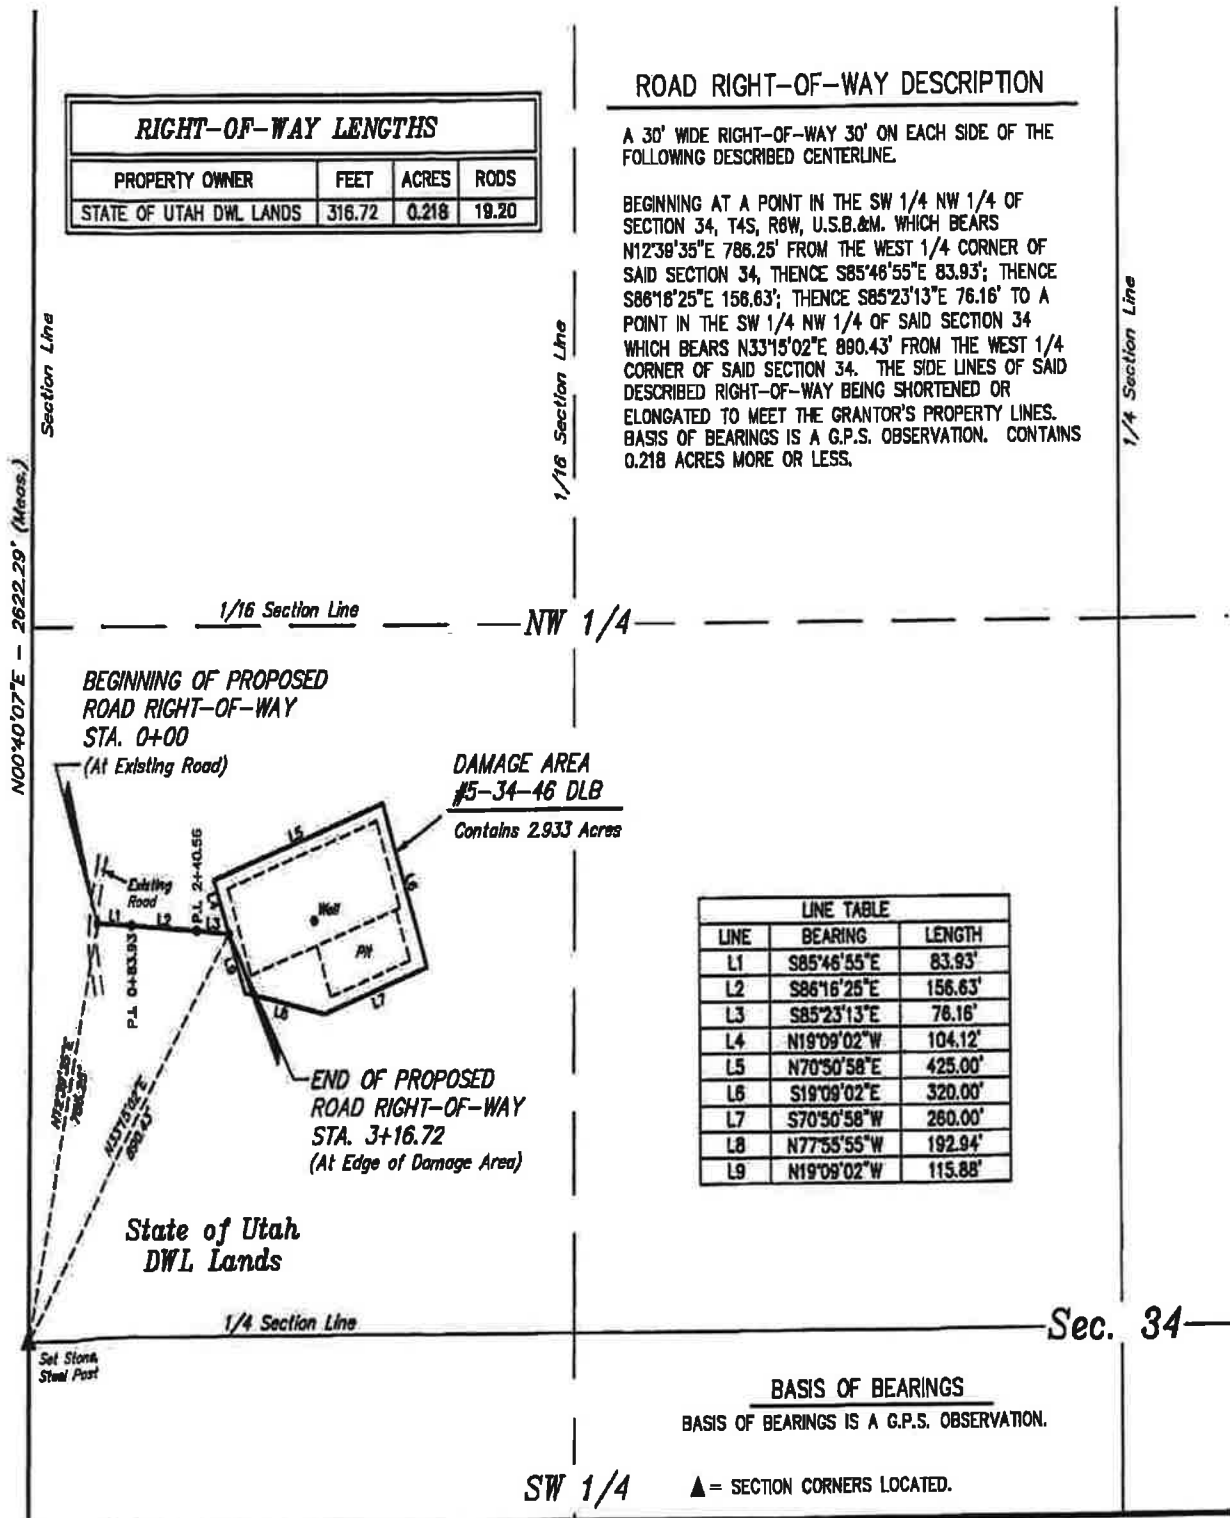 RIGHT-OF-WAY LENGTHS
PROPERTY OWNER FEET ACRES RODS
STATE OF UTAH DWL LANDS 316.72 0.218 19.20
ROAD RIGHT-OF-WAY DESCRIPTION
A 30' WIDE RIGHT-OF-WAY 30' ON EACH SIDE OF THE
FOLLOWING DESCRIBED CENTERLINE.
BEGINNING AT A POINT IN THE SW 1/4 NW 1/4 OF
SECTION 34, T4S, R6W, U.S.B.&M. WHICH BEARS
N12°39'35"E 786.25' FROM THE WEST 1/4 CORNER OF
SAID SECTION 34, THENCE S85°46'55"E 83.93'; THENCE
S86°16'25"E 156.63'; THENCE S85°23'13"E 76.16' TO A
POINT IN THE SW 1/4 NW 1/4 OF SAID SECTION 34
WHICH BEARS N33°15'02"E 890.43' FROM THE WEST 1/4
CORNER OF SAID SECTION 34. THE SIDE LINES OF SAID
DESCRIBED RIGHT-OF-WAY BEING SHORTENED OR
ELONGATED TO MEET THE GRANTOR'S PROPERTY LINES.
BASIS OF BEARINGS IS A G.P.S. OBSERVATION. CONTAINS
0.218 ACRES MORE OR LESS.
Section Line
1/16 Section Line
1/4 Section Line
N00°40'07"E - 2622.29' (Meas.)
1/16 Section Line
NW 1/4
BEGINNING OF PROPOSED
ROAD RIGHT-OF-WAY
STA. 0+00
(At Existing Road)
DAMAGE AREA
#5-34-46 DLB
Contains 2.933 Acres
Existing
Road
P.I. 0+83.93
P.I. 2+40.56
L1
L2
L3
L4
L5
L6
L7
L8
L9
Well
Pit
N12°39'35"E
786.25'
N33°15'02"E
890.43'
END OF PROPOSED
ROAD RIGHT-OF-WAY
STA. 3+16.72
(At Edge of Damage Area)
LINE TABLE
LINE BEARING LENGTH
L1 S85°46'55"E 83.93'
L2 S86°16'25"E 156.63'
L3 S85°23'13"E 76.16'
L4 N19°09'02"W 104.12'
L5 N70°50'58"E 425.00'
L6 S19°09'02"E 320.00'
L7 S70°50'58"W 260.00'
L8 N77°55'55"W 192.94'
L9 N19°09'02"W 115.88'
State of Utah
DWL Lands
1/4 Section Line
Sec. 34
Set Stone,
Steel Post
BASIS OF BEARINGS
BASIS OF BEARINGS IS A G.P.S. OBSERVATION.
SW 1/4
▲ = SECTION CORNERS LOCATED.